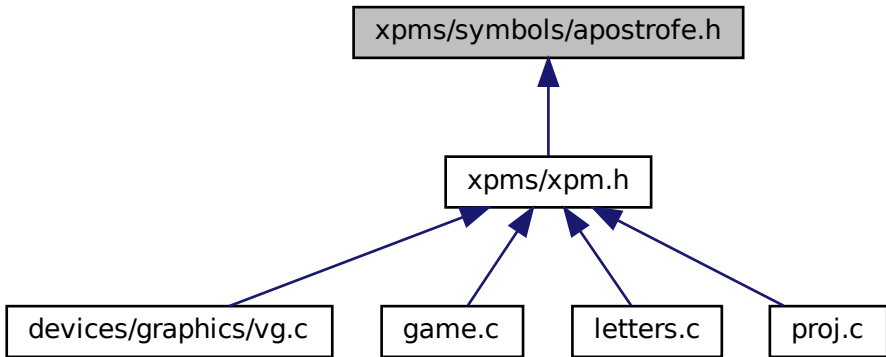 xpms/symbols/apostrofe.h
xpms/xpm.h
devices/graphics/vg.c
game.c
letters.c
proj.c